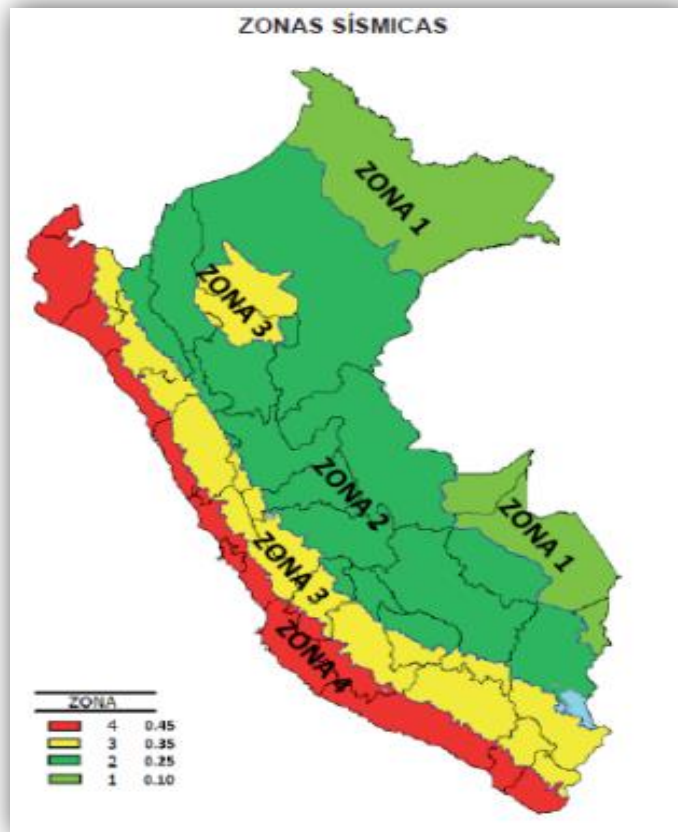 ZONAS SÍSMICAS
ZONA 1
ZONA 3
ZONA 2
ZONA 1
ZONA 3
ZONA 4
ZONA
4 0.45
3 0.35
2 0.25
1 0.10